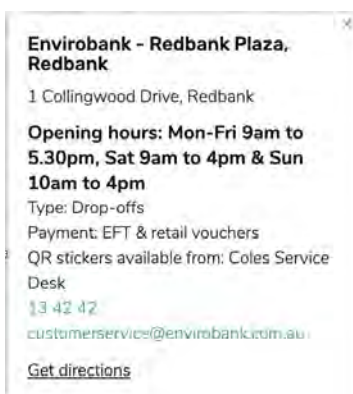 Envirobank - Redbank Plaza,
Redbank
1 Collingwood Drive, Redbank
Opening hours: Mon-Fri 9am to
5.30pm, Sat 9am to 4pm & Sun
10am to 4pm
Type: Drop-offs
Payment: EFT & retail vouchers
QR stickers available from: Coles Service
Desk
13 42 42
customerservice@envirobank.com.au
Get directions